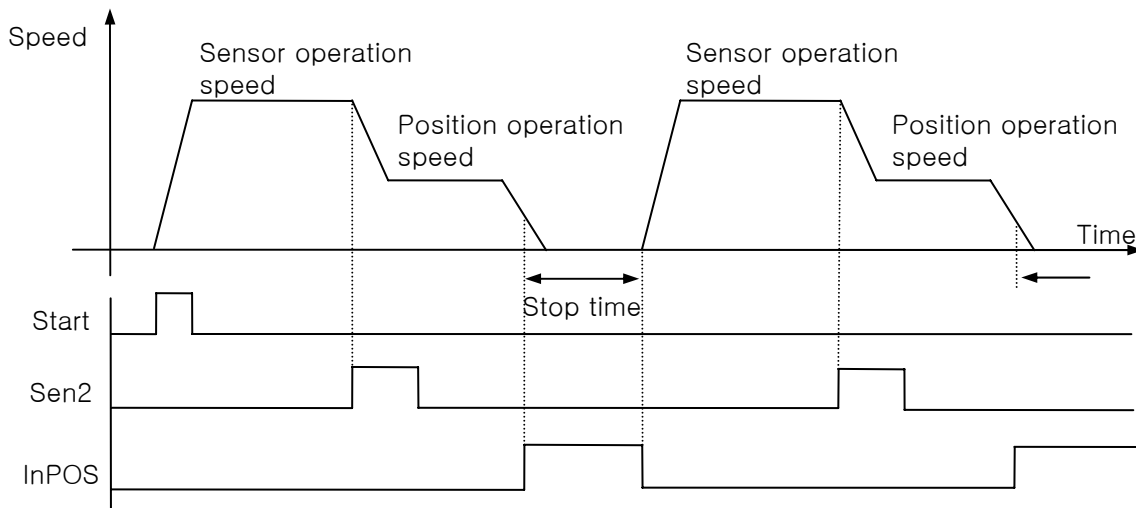 Speed
Sensor operation
speed
Position operation
speed
Sensor operation
speed
Position operation
speed
Time
Stop time
Start
Sen2
InPOS